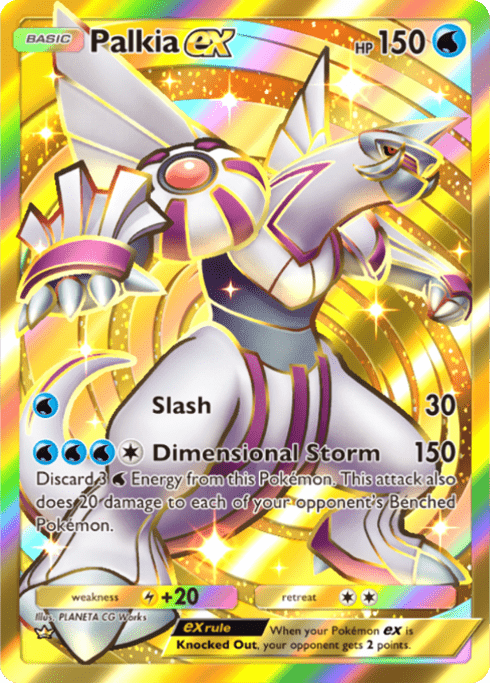 BASIC Palkia ex HP 150
Slash 30
Dimensional Storm 150
Discard 3 Energy from this Pokémon. This attack also
does 20 damage to each of your opponent's Benched
Pokémon.
weakness +20 retreat
Illus. PLANETA CG Works
ex rule When your Pokémon ex is
Knocked Out, your opponent gets 2 points.